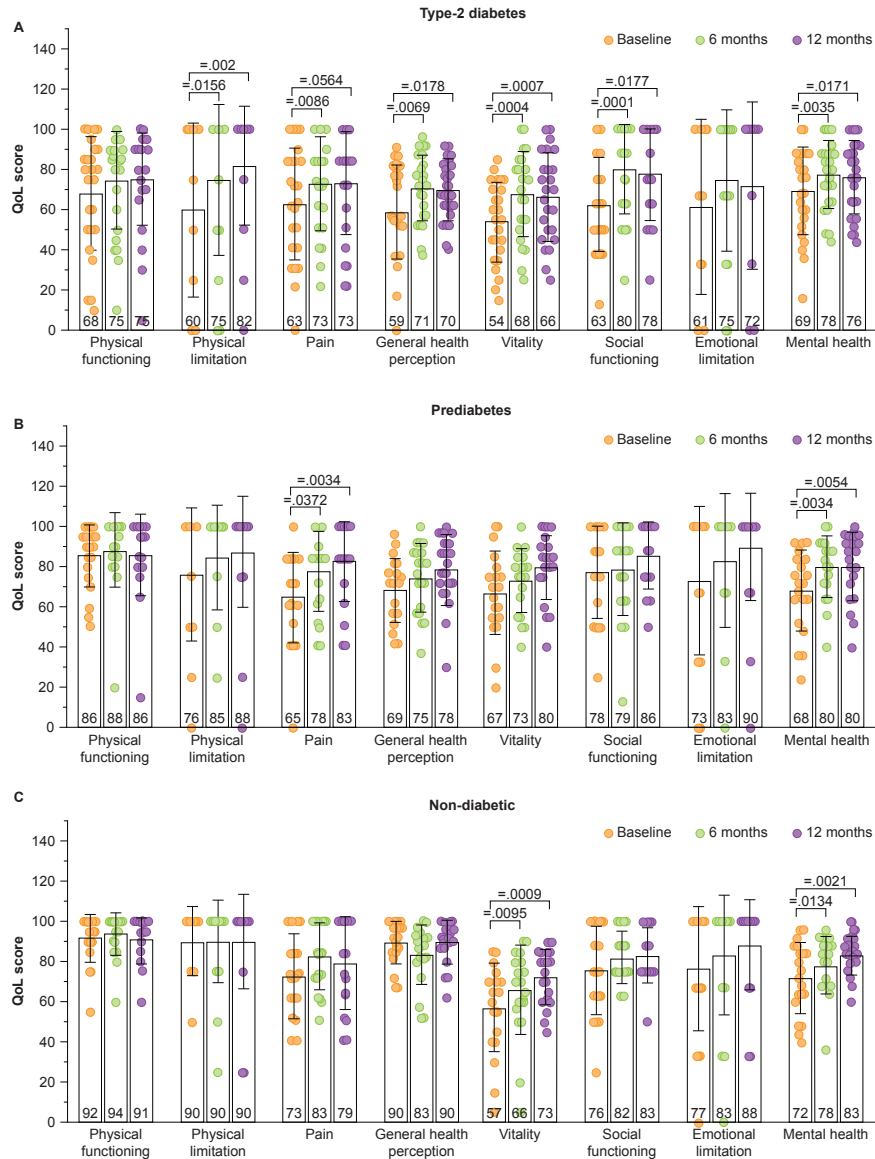 A
Type-2 diabetes
Baseline 6 months 12 months
QoL score
140
120
100
80
60
40
20
0
=.0156
=.002
=.0086
=.0564
=.0069
=.0178
=.0004
=.0007
=.0001
=.0177
=.0035
=.0171
68 75 75 60 75 82 63 73 73 59 71 70 54 68 66 63 80 78 61 75 72 69 78 76
Physical functioning
Physical limitation
Pain
General health perception
Vitality
Social functioning
Emotional limitation
Mental health
B
Prediabetes
Baseline 6 months 12 months
QoL score
140
120
100
80
60
40
20
0
=.0372
=.0034
=.0034
=.0054
86 88 86 76 85 88 65 78 83 69 75 78 67 73 80 78 79 86 73 83 90 68 80 80
Physical functioning
Physical limitation
Pain
General health perception
Vitality
Social functioning
Emotional limitation
Mental health
C
Non-diabetic
Baseline 6 months 12 months
QoL score
140
120
100
80
60
40
20
0
=.0095
=.0009
=.0134
=.0021
92 94 91 90 90 90 73 83 79 90 83 90 57 66 73 76 82 83 77 83 88 72 78 83
Physical functioning
Physical limitation
Pain
General health perception
Vitality
Social functioning
Emotional limitation
Mental health